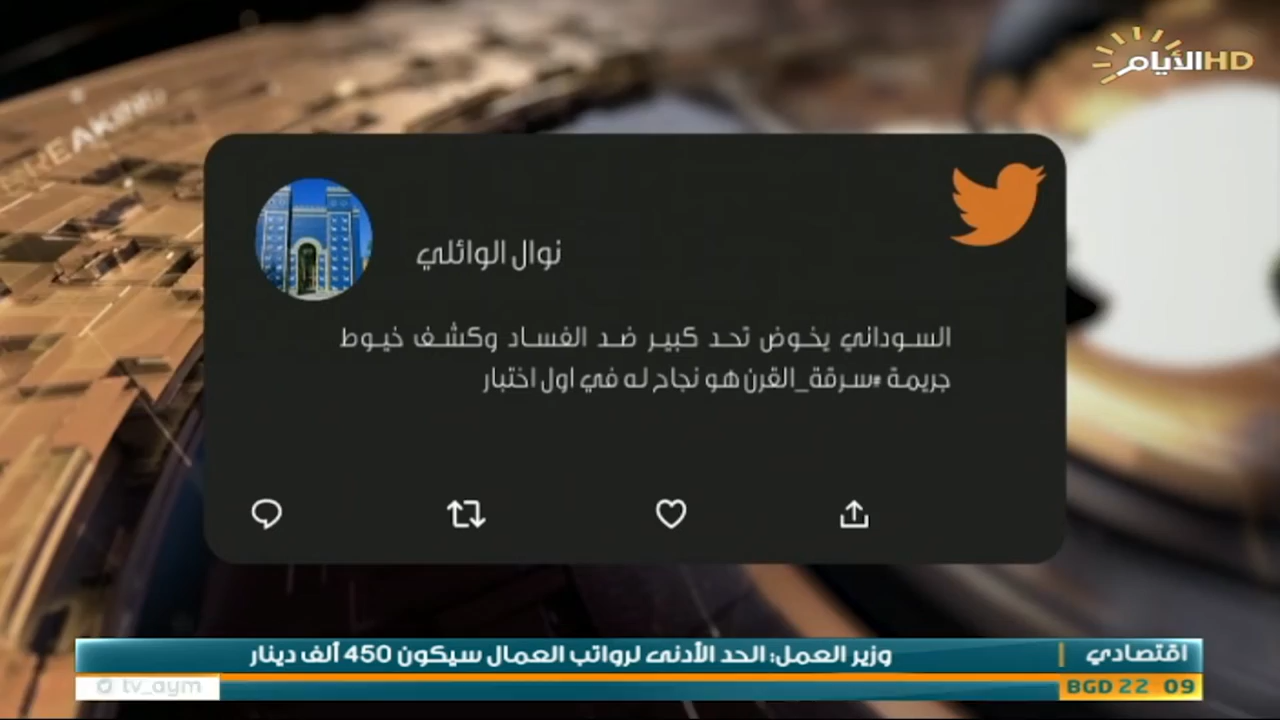 الأيام HD
BREAKING
نوال الوائلي
السوداني يخوض تحد كبير ضد الفساد وكشف خيوط
جريمة #سرقة_القرن هو نجاح له في اول اختبار
اقتصادي | وزير العمل: الحد الأدنى لرواتب العمال سيكون 450 ألف دينار
BGD 22 09
tv_aym